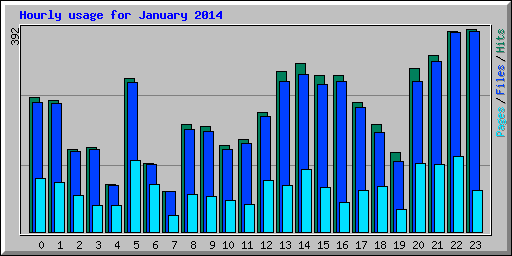 Hourly usage for January 2014
392
Pages/Files/Hits
0 1 2 3 4 5 6 7 8 9 10 11 12 13 14 15 16 17 18 19 20 21 22 23